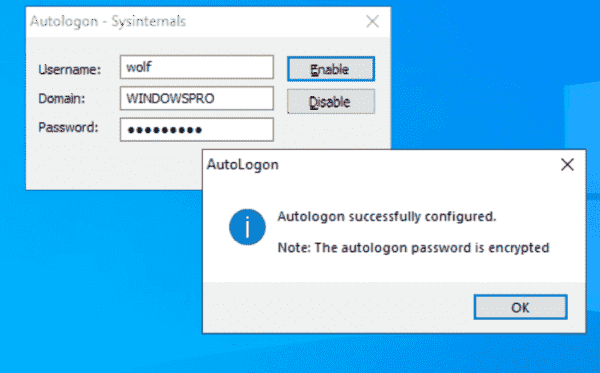 Autologon - Sysinternals
Username: wolf Enable
Domain: WINDOWSPRO Disable
Password: ●●●●●●●●●
AutoLogon
Autologon successfully configured.
Note: The autologon password is encrypted
OK